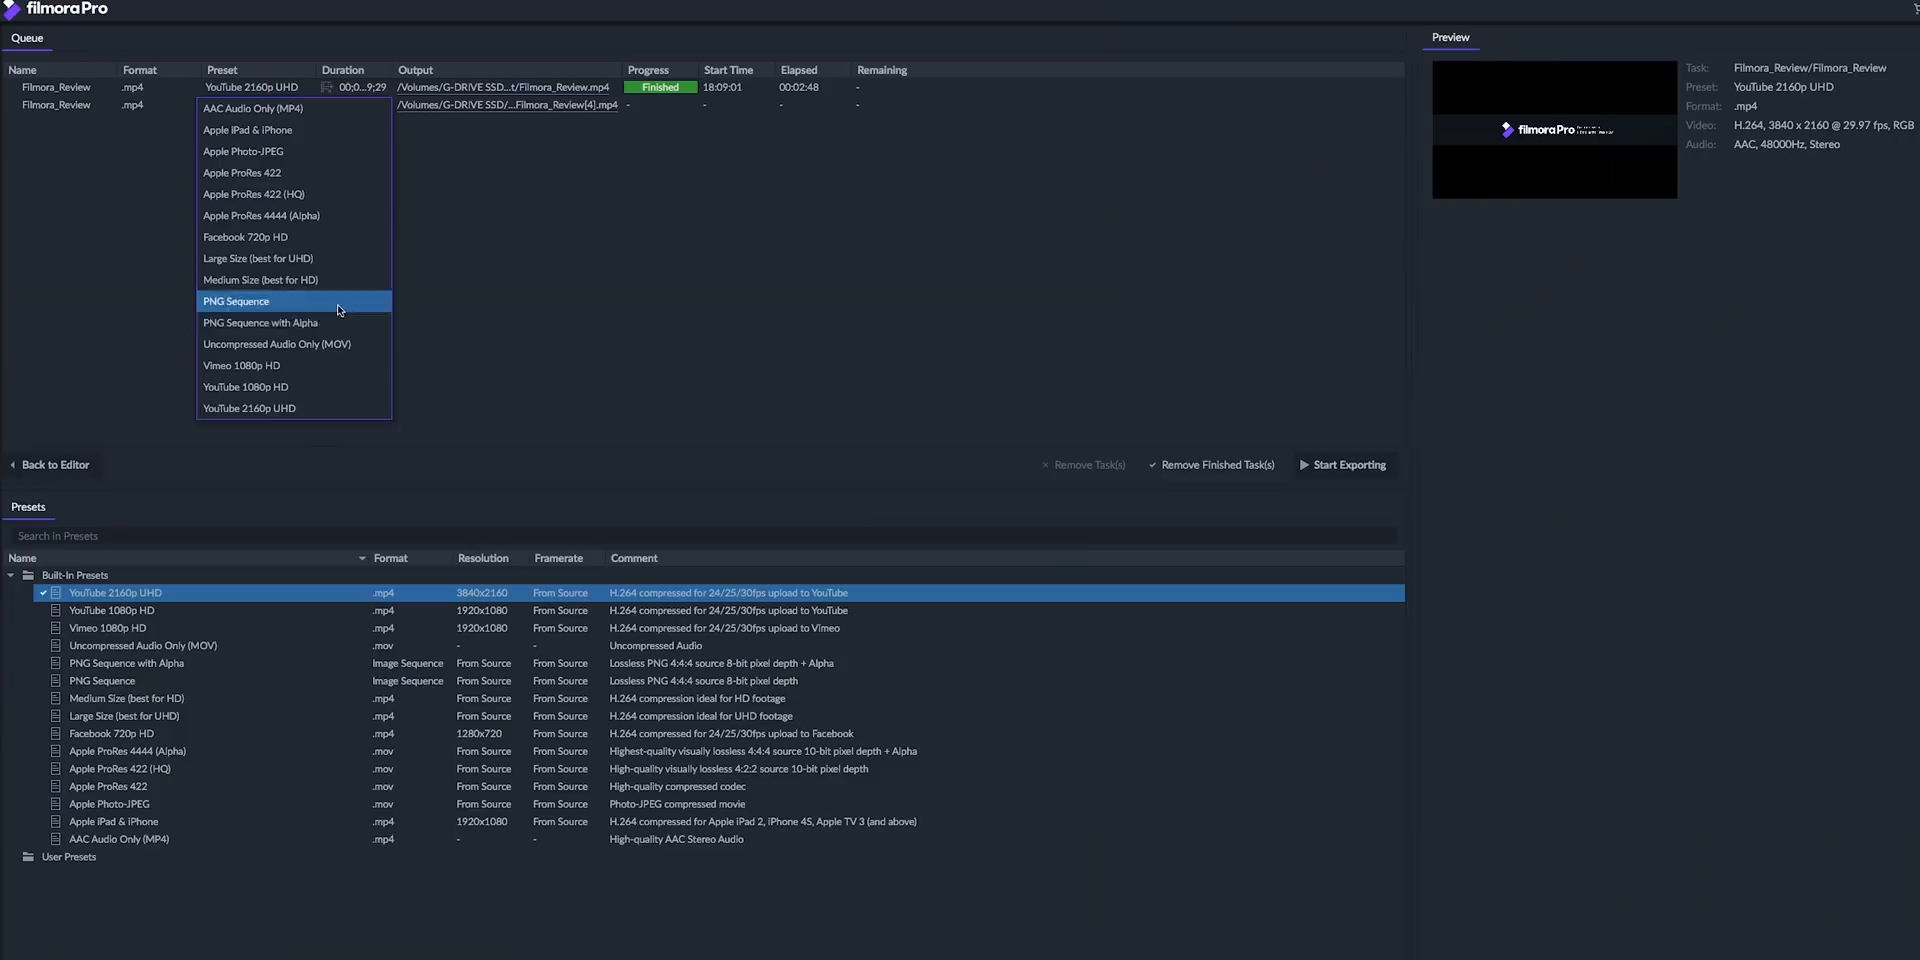 filmoraPro
Queue
Name Format Preset Duration Output Progress Start Time Elapsed Remaining
Filmora_Review .mp4 YouTube 2160p UHD 00;0...9;29 /Volumes/G-DRIVE SSD...t/Filmora_Review.mp4 Finished 18:09:01 00:02:48 -
Filmora_Review .mp4 /Volumes/G-DRIVE SSD/...Filmora_Review[4].mp4 - - - -
AAC Audio Only (MP4)
Apple iPad & iPhone
Apple Photo-JPEG
Apple ProRes 422
Apple ProRes 422 (HQ)
Apple ProRes 4444 (Alpha)
Facebook 720p HD
Large Size (best for UHD)
Medium Size (best for HD)
PNG Sequence
PNG Sequence with Alpha
Uncompressed Audio Only (MOV)
Vimeo 1080p HD
YouTube 1080p HD
YouTube 2160p UHD
Preview
filmoraPro
Task: Filmora_Review/Filmora_Review
Preset: YouTube 2160p UHD
Format: .mp4
Video: H.264, 3840 x 2160 @ 29.97 fps, RGB
Audio: AAC, 48000Hz, Stereo
Back to Editor Remove Task(s) Remove Finished Task(s) Start Exporting
Presets
Search In Presets
Name Format Resolution Framerate Comment
Built-In Presets
YouTube 2160p UHD .mp4 3840x2160 From Source H.264 compressed for 24/25/30fps upload to YouTube
YouTube 1080p HD .mp4 1920x1080 From Source H.264 compressed for 24/25/30fps upload to YouTube
Vimeo 1080p HD .mp4 1920x1080 From Source H.264 compressed for 24/25/30fps upload to Vimeo
Uncompressed Audio Only (MOV) .mov - - Uncompressed Audio
PNG Sequence with Alpha Image Sequence From Source From Source Lossless PNG 4:4:4 source 8-bit pixel depth + Alpha
PNG Sequence Image Sequence From Source From Source Lossless PNG 4:4:4 source 8-bit pixel depth
Medium Size (best for HD) .mp4 From Source From Source H.264 compression ideal for HD footage
Large Size (best for UHD) .mp4 From Source From Source H.264 compression ideal for UHD footage
Facebook 720p HD .mp4 1280x720 From Source H.264 compressed for 24/25/30fps upload to Facebook
Apple ProRes 4444 (Alpha) .mov From Source From Source Highest-quality visually lossless 4:4:4 source 10-bit pixel depth + Alpha
Apple ProRes 422 (HQ) .mov From Source From Source High-quality visually lossless 4:2:2 source 10-bit pixel depth
Apple ProRes 422 .mov From Source From Source High-quality compressed codec
Apple Photo-JPEG .mov From Source From Source Photo-JPEG compressed movie
Apple iPad & iPhone .mp4 1920x1080 From Source H.264 compressed for Apple iPad 2, iPhone 4S, Apple TV 3 (and above)
AAC Audio Only (MP4) .mp4 - - High-quality AAC Stereo Audio
User Presets